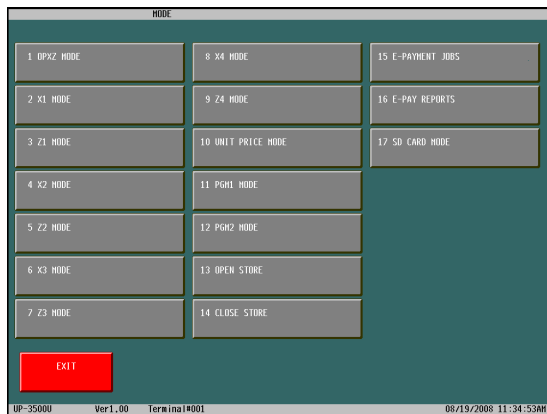 MODE
1 OPXZ MODE
2 X1 MODE
3 Z1 MODE
4 X2 MODE
5 Z2 MODE
6 X3 MODE
7 Z3 MODE
8 X4 MODE
9 Z4 MODE
10 UNIT PRICE MODE
11 PGM1 MODE
12 PGM2 MODE
13 OPEN STORE
14 CLOSE STORE
15 E-PAYMENT JOBS
16 E-PAY REPORTS
17 SD CARD MODE
EXIT
UP-3500U Ver1.00 Terminal#001 08/19/2008 11:34:53AM